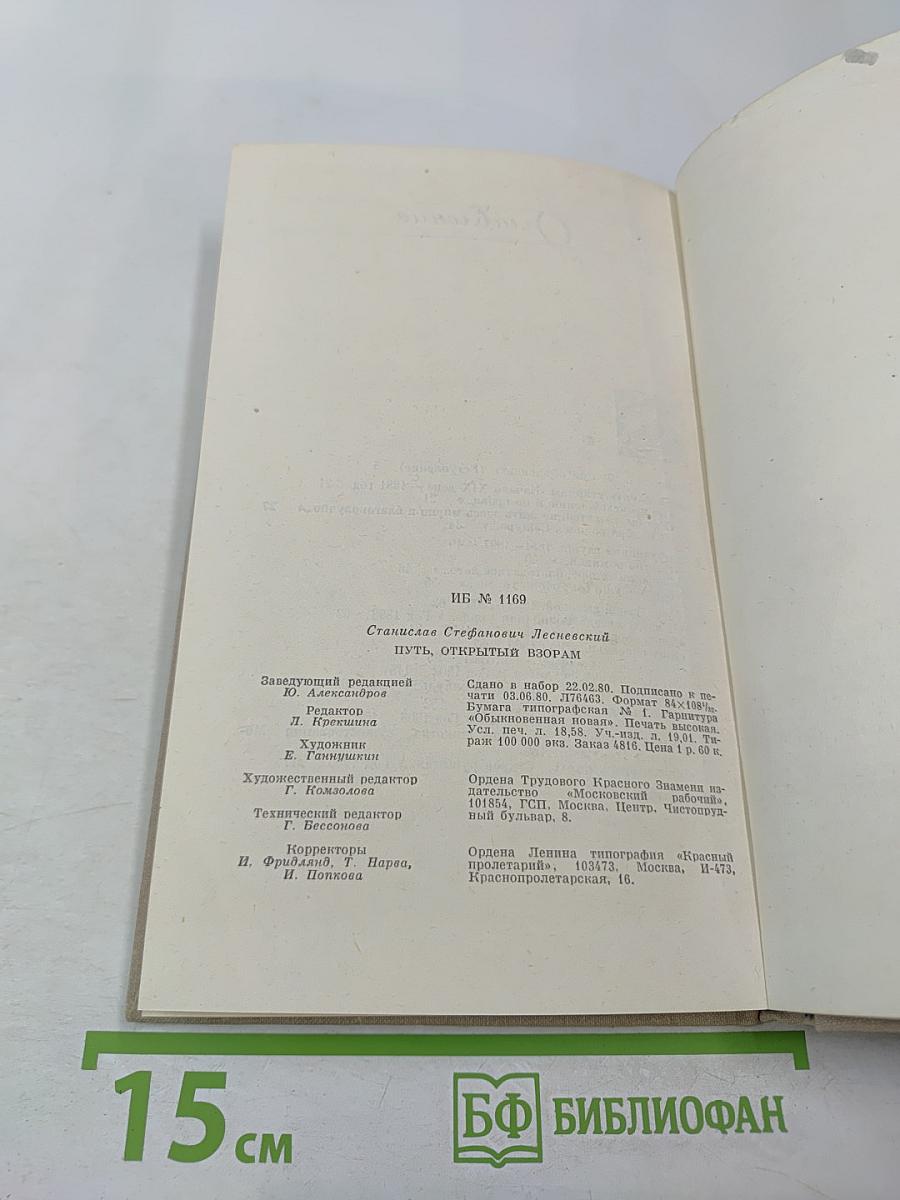 ИБ № 1169
Станислав Стефанович Лесневский
ПУТЬ, ОТКРЫТЫЙ ВЗОРАМ
Заведующий редакцией
Ю. Александров
Редактор
Л. Крекшина
Художник
Е. Ганнушкин
Художественный редактор
Г. Комзолова
Технический редактор
Г. Бессонова
Корректоры
И. Фридлянд, Т. Нарва,
И. Попкова
Сдано в набор 22.02.80. Подписано к пе-
чати 03.06.80. Л76463. Формат 84×108¹/₃₂.
Бумага типографская № 1. Гарнитура
«Обыкновенная новая». Печать высокая.
Усл. печ. л. 18,58. Уч.-изд. л. 19,01. Ти-
раж 100 000 экз. Заказ 4816. Цена 1 р. 60 к.
Ордена Трудового Красного Знамени из-
дательство «Московский рабочий»,
101854, ГСП, Москва, Центр, Чистопруд-
ный бульвар, 8.
Ордена Ленина типография «Красный
пролетарий», 103473, Москва, И-473,
Краснопролетарская, 16.
15 см
БФ БИБЛИОФАН